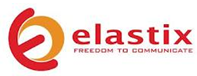 elastix
FREEDOM TO COMMUNICATE